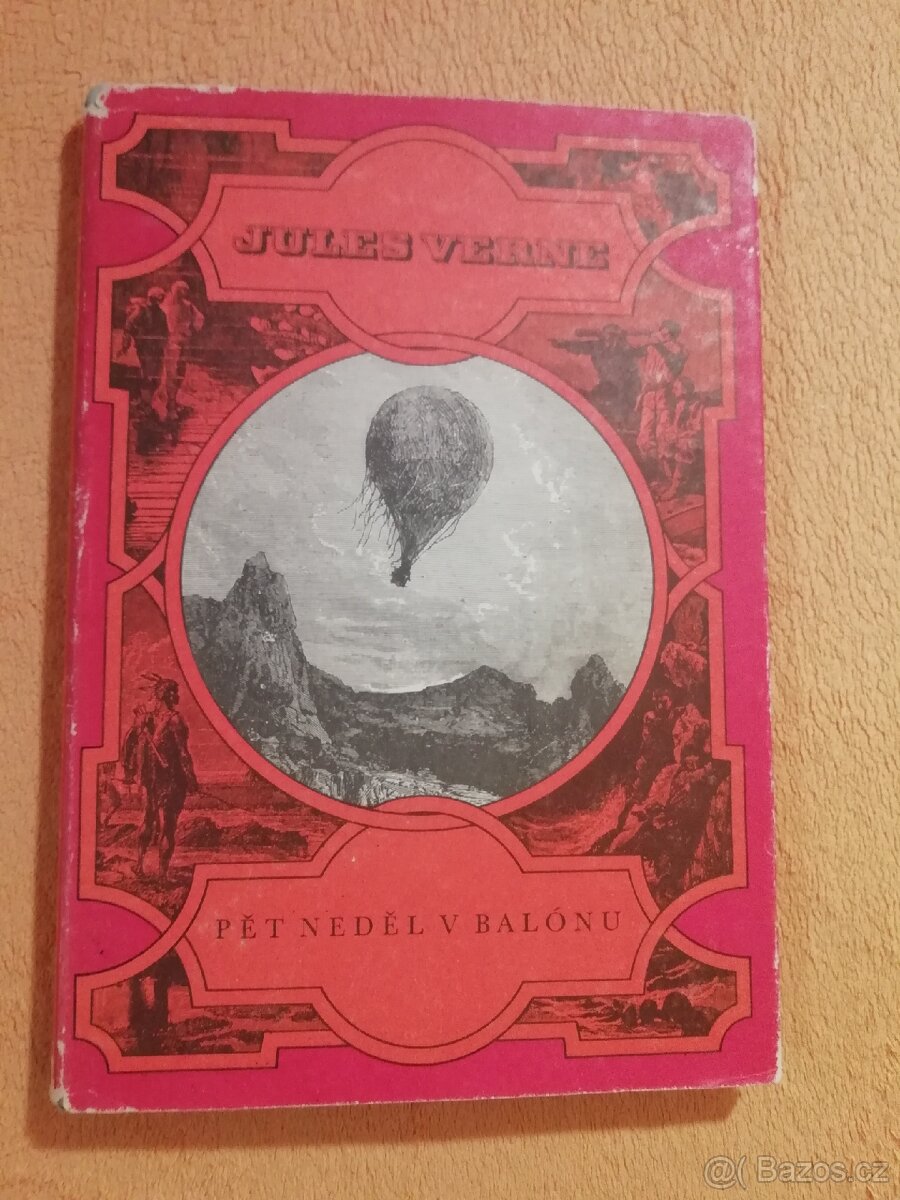 JULES VERNE
PĚT NEDĚL V BALÓNU
@( Bazos.cz